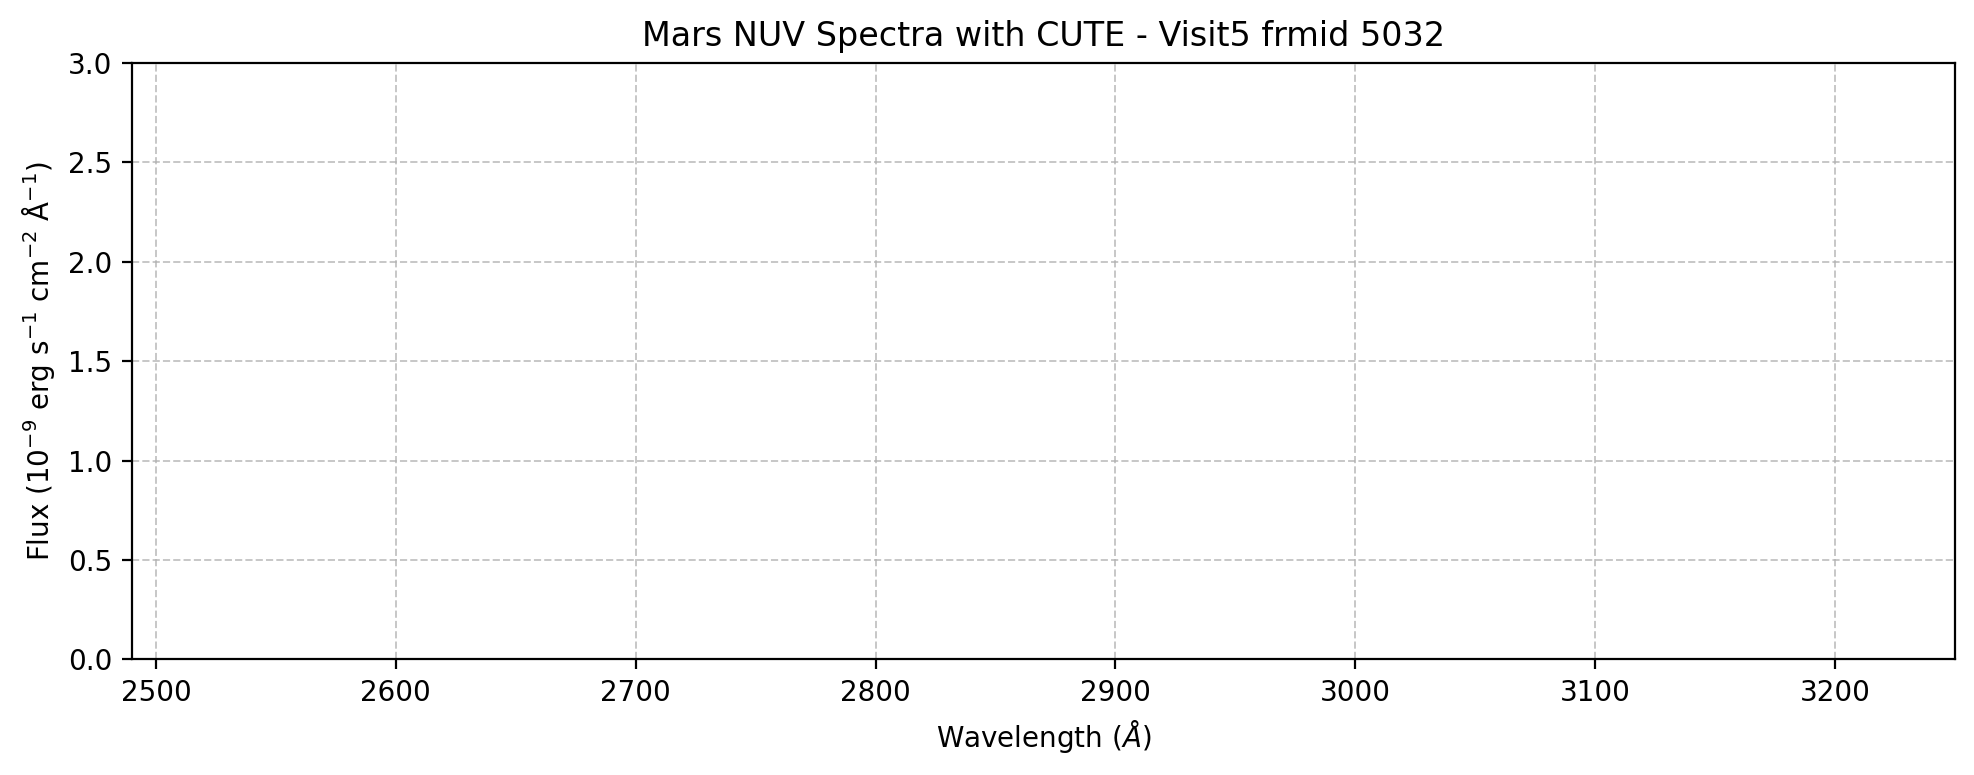 Mars NUV Spectra with CUTE - Visit5 frmid 5032
Flux (10⁻⁹ erg s⁻¹ cm⁻² Å⁻¹)
3.0
2.5
2.0
1.5
1.0
0.5
0.0
2500 2600 2700 2800 2900 3000 3100 3200
Wavelength (Å)